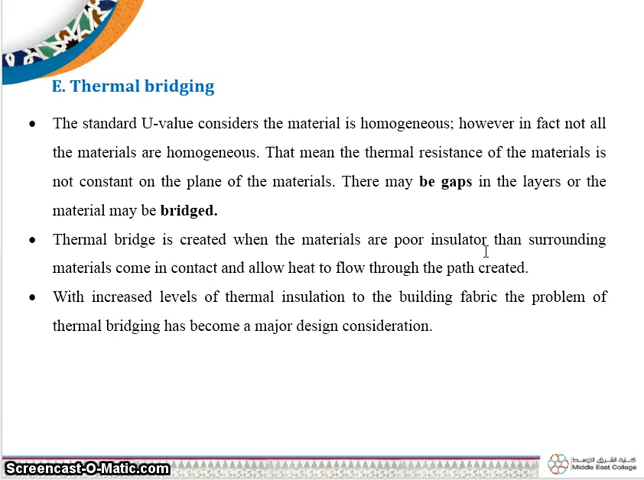 E. Thermal bridging
• The standard U-value considers the material is homogeneous; however in fact not all
the materials are homogeneous. That mean the thermal resistance of the materials is
not constant on the plane of the materials. There may be gaps in the layers or the
material may be bridged.
• Thermal bridge is created when the materials are poor insulator than surrounding
materials come in contact and allow heat to flow through the path created.
• With increased levels of thermal insulation to the building fabric the problem of
thermal bridging has become a major design consideration.
كلية الشرق الأوسط
Middle East College
Screencast-O-Matic.com